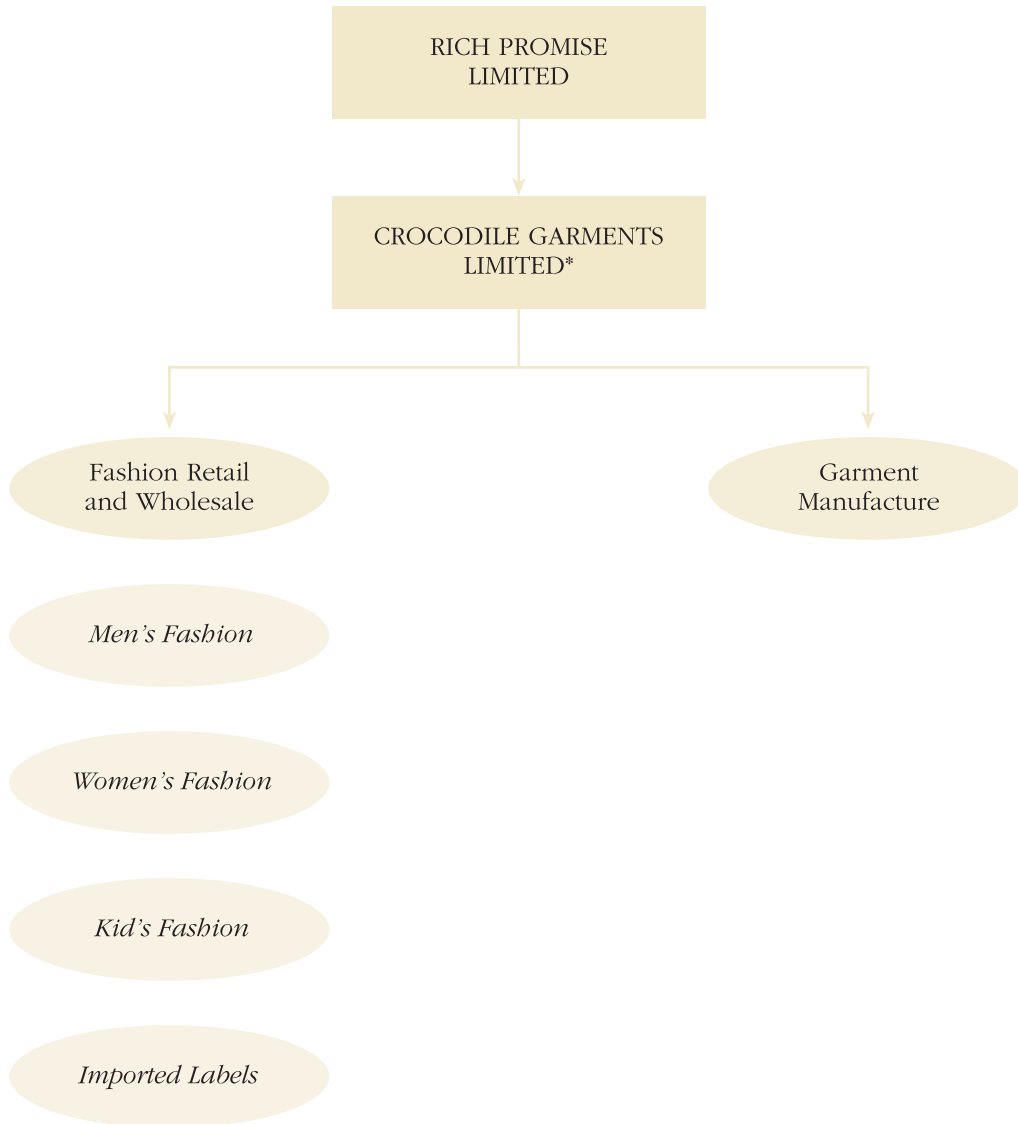 RICH PROMISE
LIMITED
CROCODILE GARMENTS
LIMITED*
Fashion Retail
and Wholesale
Garment
Manufacture
Men’s Fashion
Women’s Fashion
Kid’s Fashion
Imported Labels